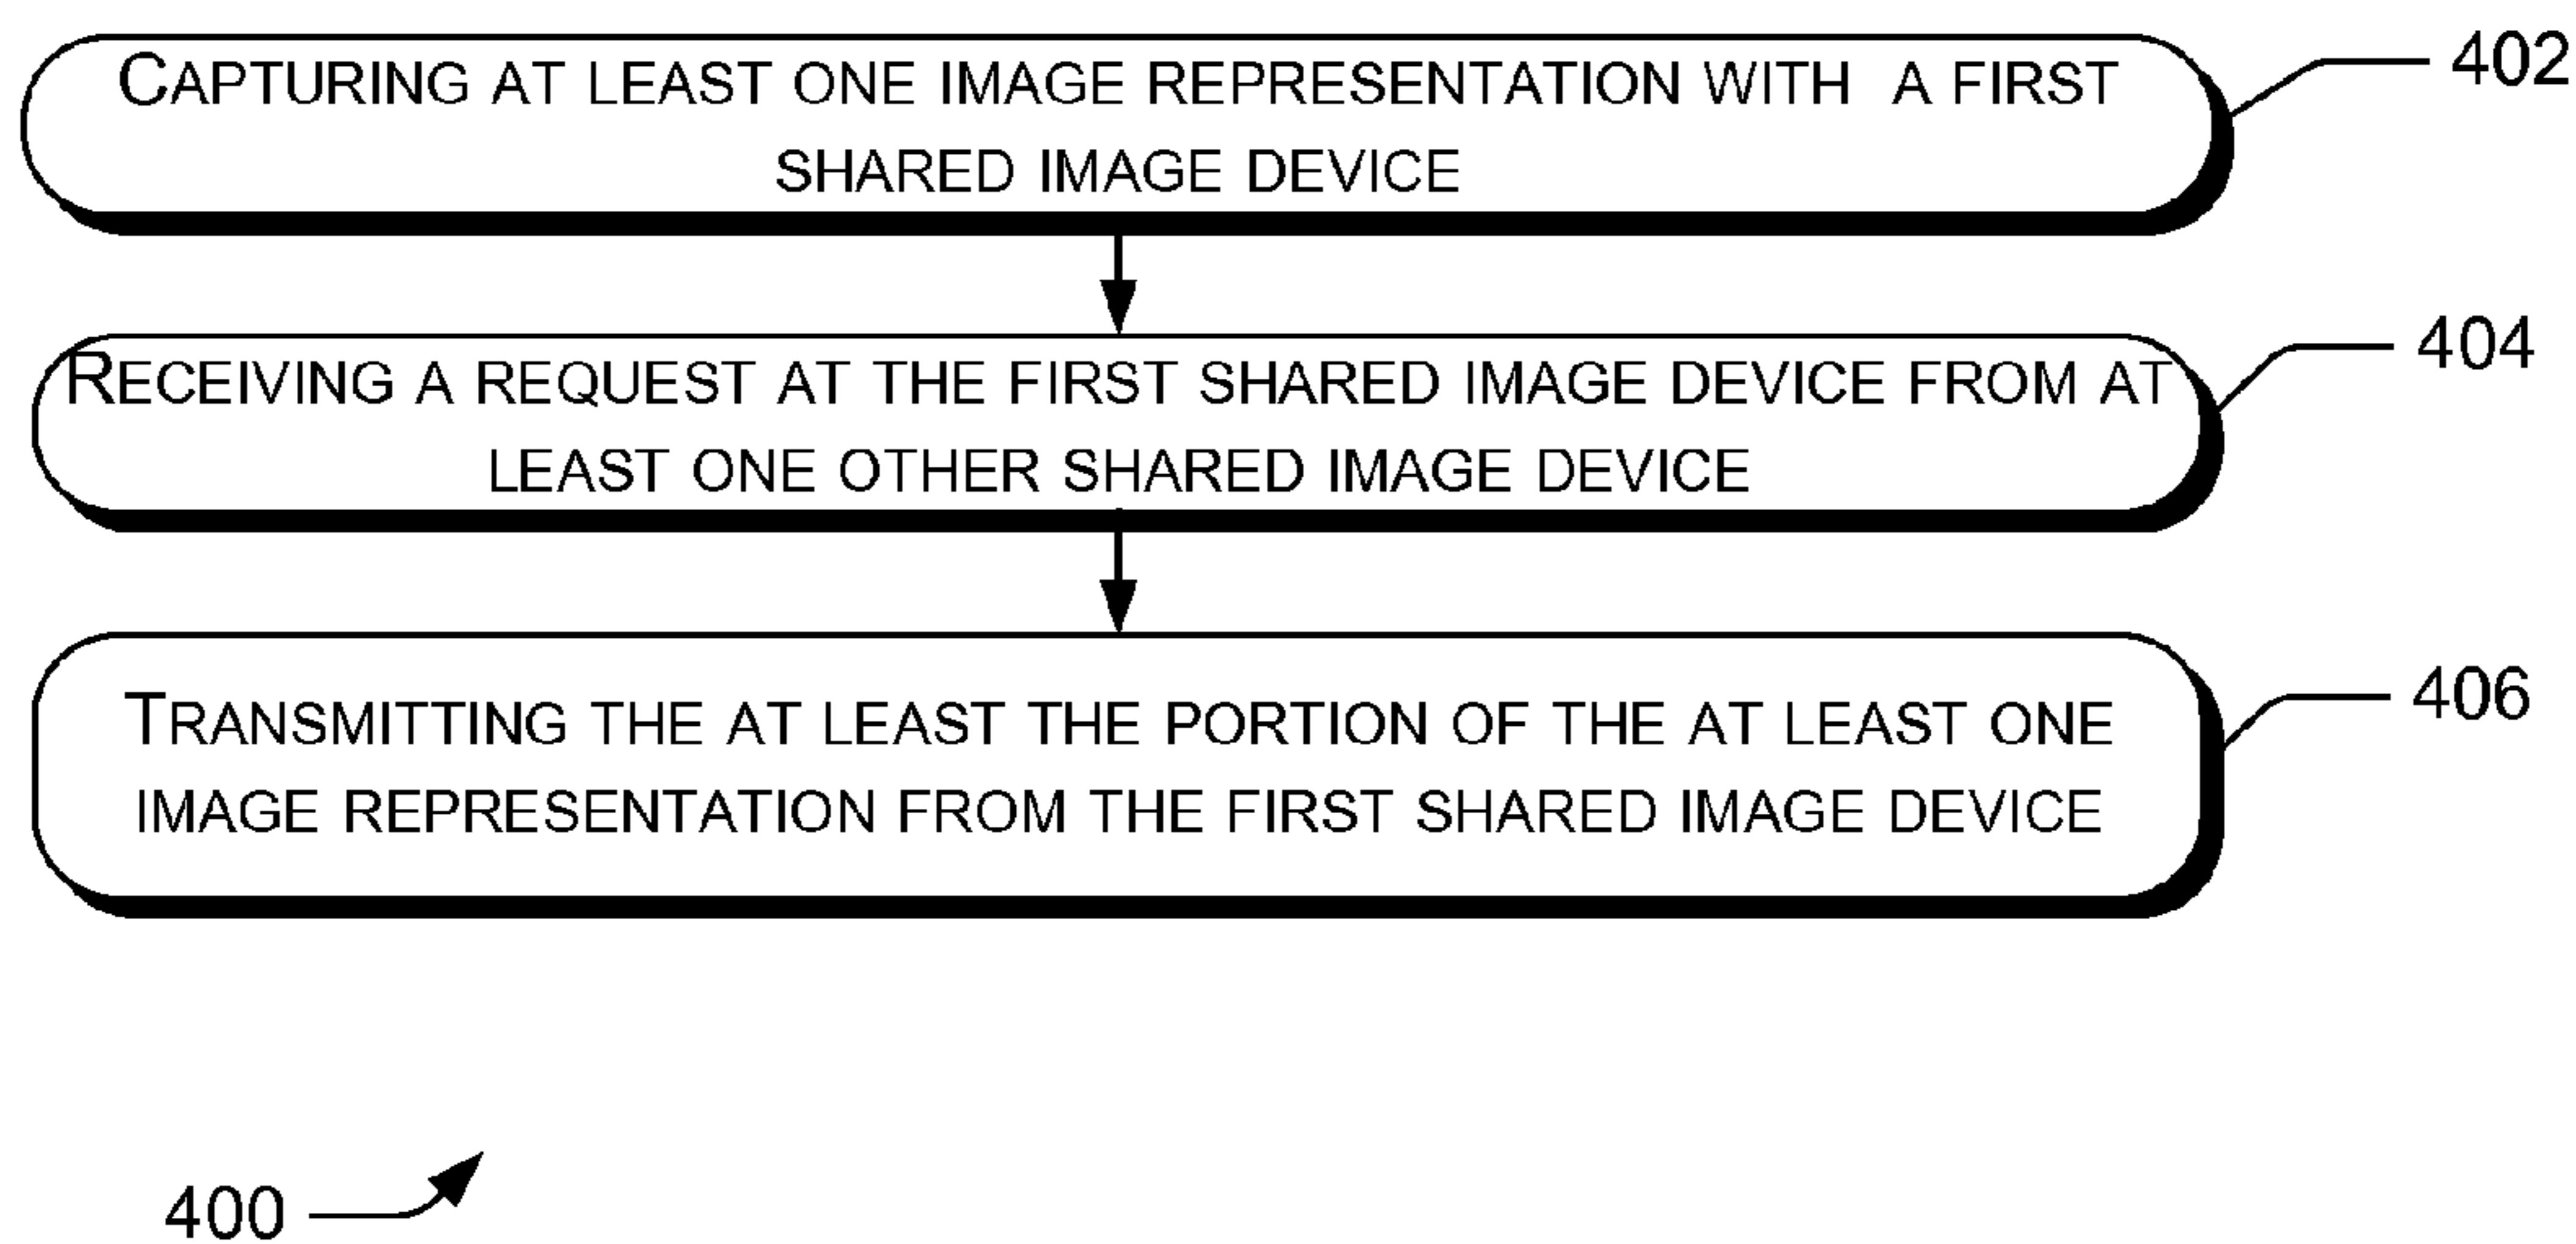 CAPTURING AT LEAST ONE IMAGE REPRESENTATION WITH A FIRST
SHARED IMAGE DEVICE
402
RECEIVING A REQUEST AT THE FIRST SHARED IMAGE DEVICE FROM AT
LEAST ONE OTHER SHARED IMAGE DEVICE
404
TRANSMITTING THE AT LEAST THE PORTION OF THE AT LEAST ONE
IMAGE REPRESENTATION FROM THE FIRST SHARED IMAGE DEVICE
406
400